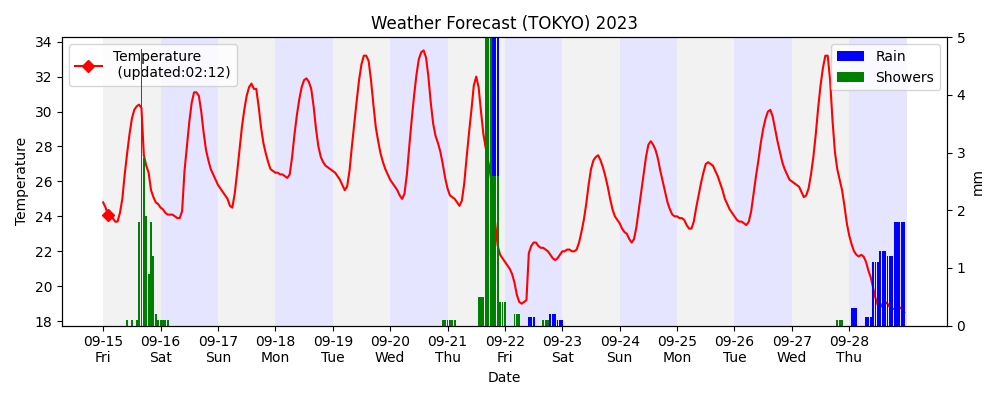 Weather Forecast (TOKYO) 2023
Temperature
(updated:02:12)
Rain
Showers
34
32
30
28
26
24
22
20
18
Temperature
5
4
3
2
1
0
mm
09-15 09-16 09-17 09-18 09-19 09-20 09-21 09-22 09-23 09-24 09-25 09-26 09-27 09-28
Fri Sat Sun Mon Tue Wed Thu Fri Sat Sun Mon Tue Wed Thu
Date